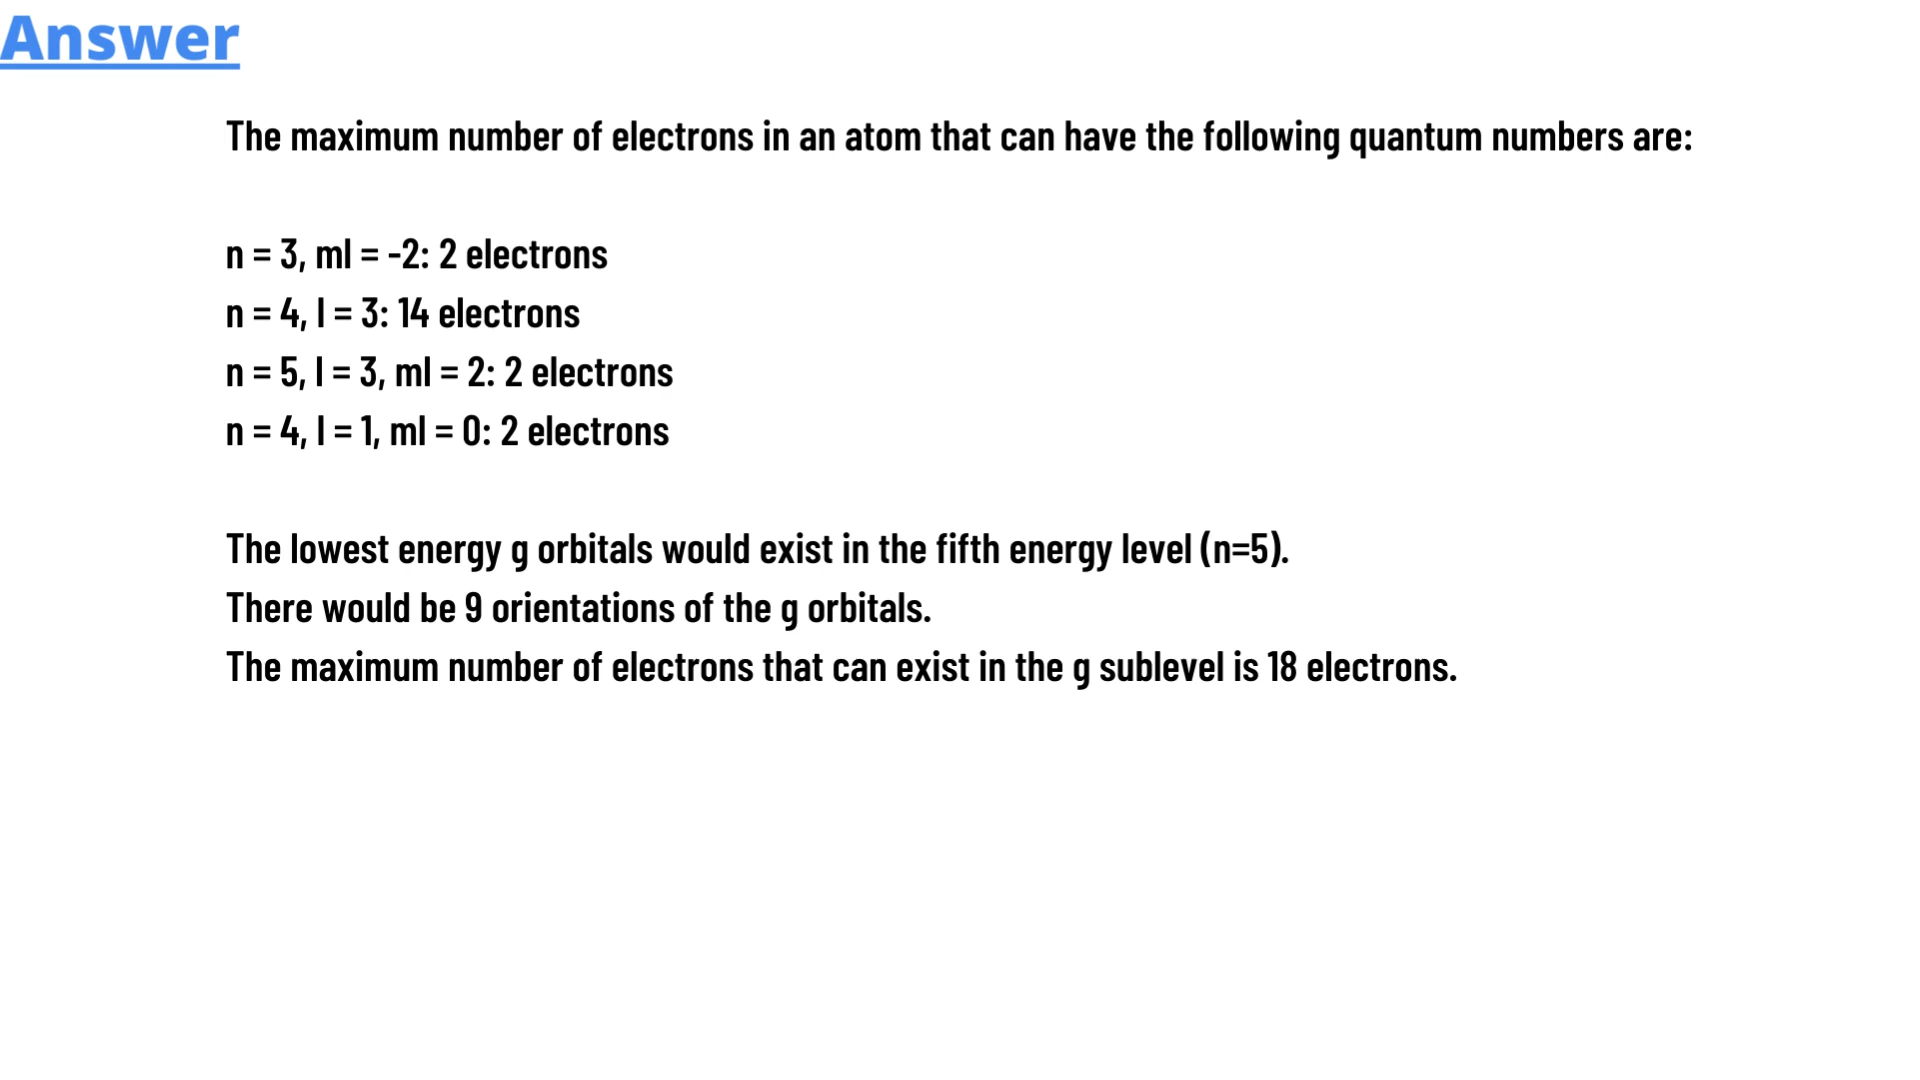 Answer
The maximum number of electrons in an atom that can have the following quantum numbers are:
n = 3, ml = -2: 2 electrons
n = 4, l = 3: 14 electrons
n = 5, l = 3, ml = 2: 2 electrons
n = 4, l = 1, ml = 0: 2 electrons
The lowest energy g orbitals would exist in the fifth energy level (n=5).
There would be 9 orientations of the g orbitals.
The maximum number of electrons that can exist in the g sublevel is 18 electrons.